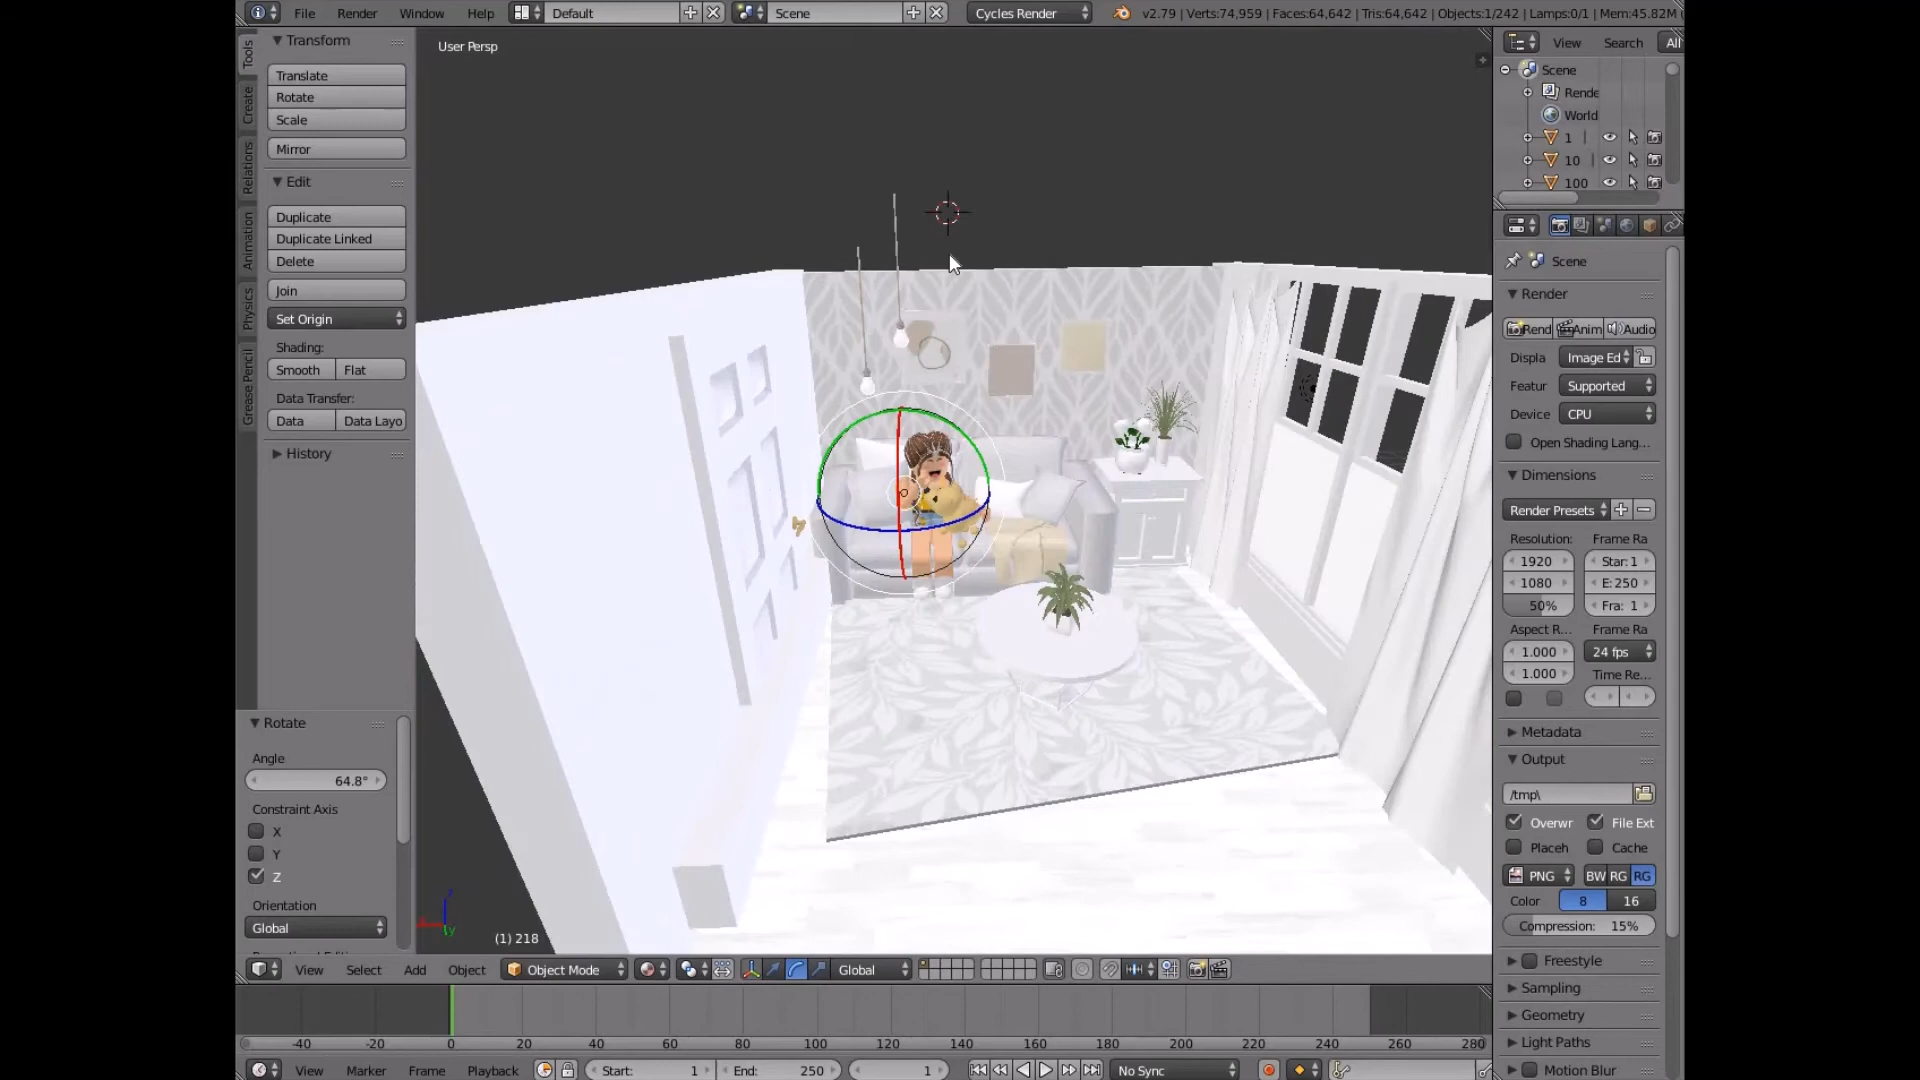 File Render Window Help Default Scene Cycles Render v2.79 | Verts:74,959 | Faces:64,642 | Tris:64,642 | Objects:1/242 | Lamps:0/1 | Mem:45.82M
Tools
Create
Relations
Animation
Physics
Grease Pencil
Transform
Translate
Rotate
Scale
Mirror
Edit
Duplicate
Duplicate Linked
Delete
Join
Set Origin
Shading:
Smooth Flat
Data Transfer:
Data Data Layo
History
Rotate
Angle
64.8°
Constraint Axis
X
Y
Z
Orientation
Global
User Persp
(1) 218
View Select Add Object Object Mode Global
-40 -20 0 20 40 60 80 100 120 140 160 180 200 220 240 260 280
View Marker Frame Playback Start: 1 End: 250 1 No Sync
View Search All
Scene
Rende
World
1
10
100
Scene
Render
Rend Anim Audio
Displa Image Ed
Featur Supported
Device CPU
Open Shading Lang...
Dimensions
Render Presets
Resolution: Frame Ra
1920 Star: 1
1080 E: 250
50% Fra: 1
Aspect R... Frame Ra
1.000 24 fps
1.000 Time Re...
Metadata
Output
/tmp\
Overwr File Ext
Placeh Cache
PNG BW RG RG
Color 8 16
Compression: 15%
Freestyle
Sampling
Geometry
Light Paths
Motion Blur